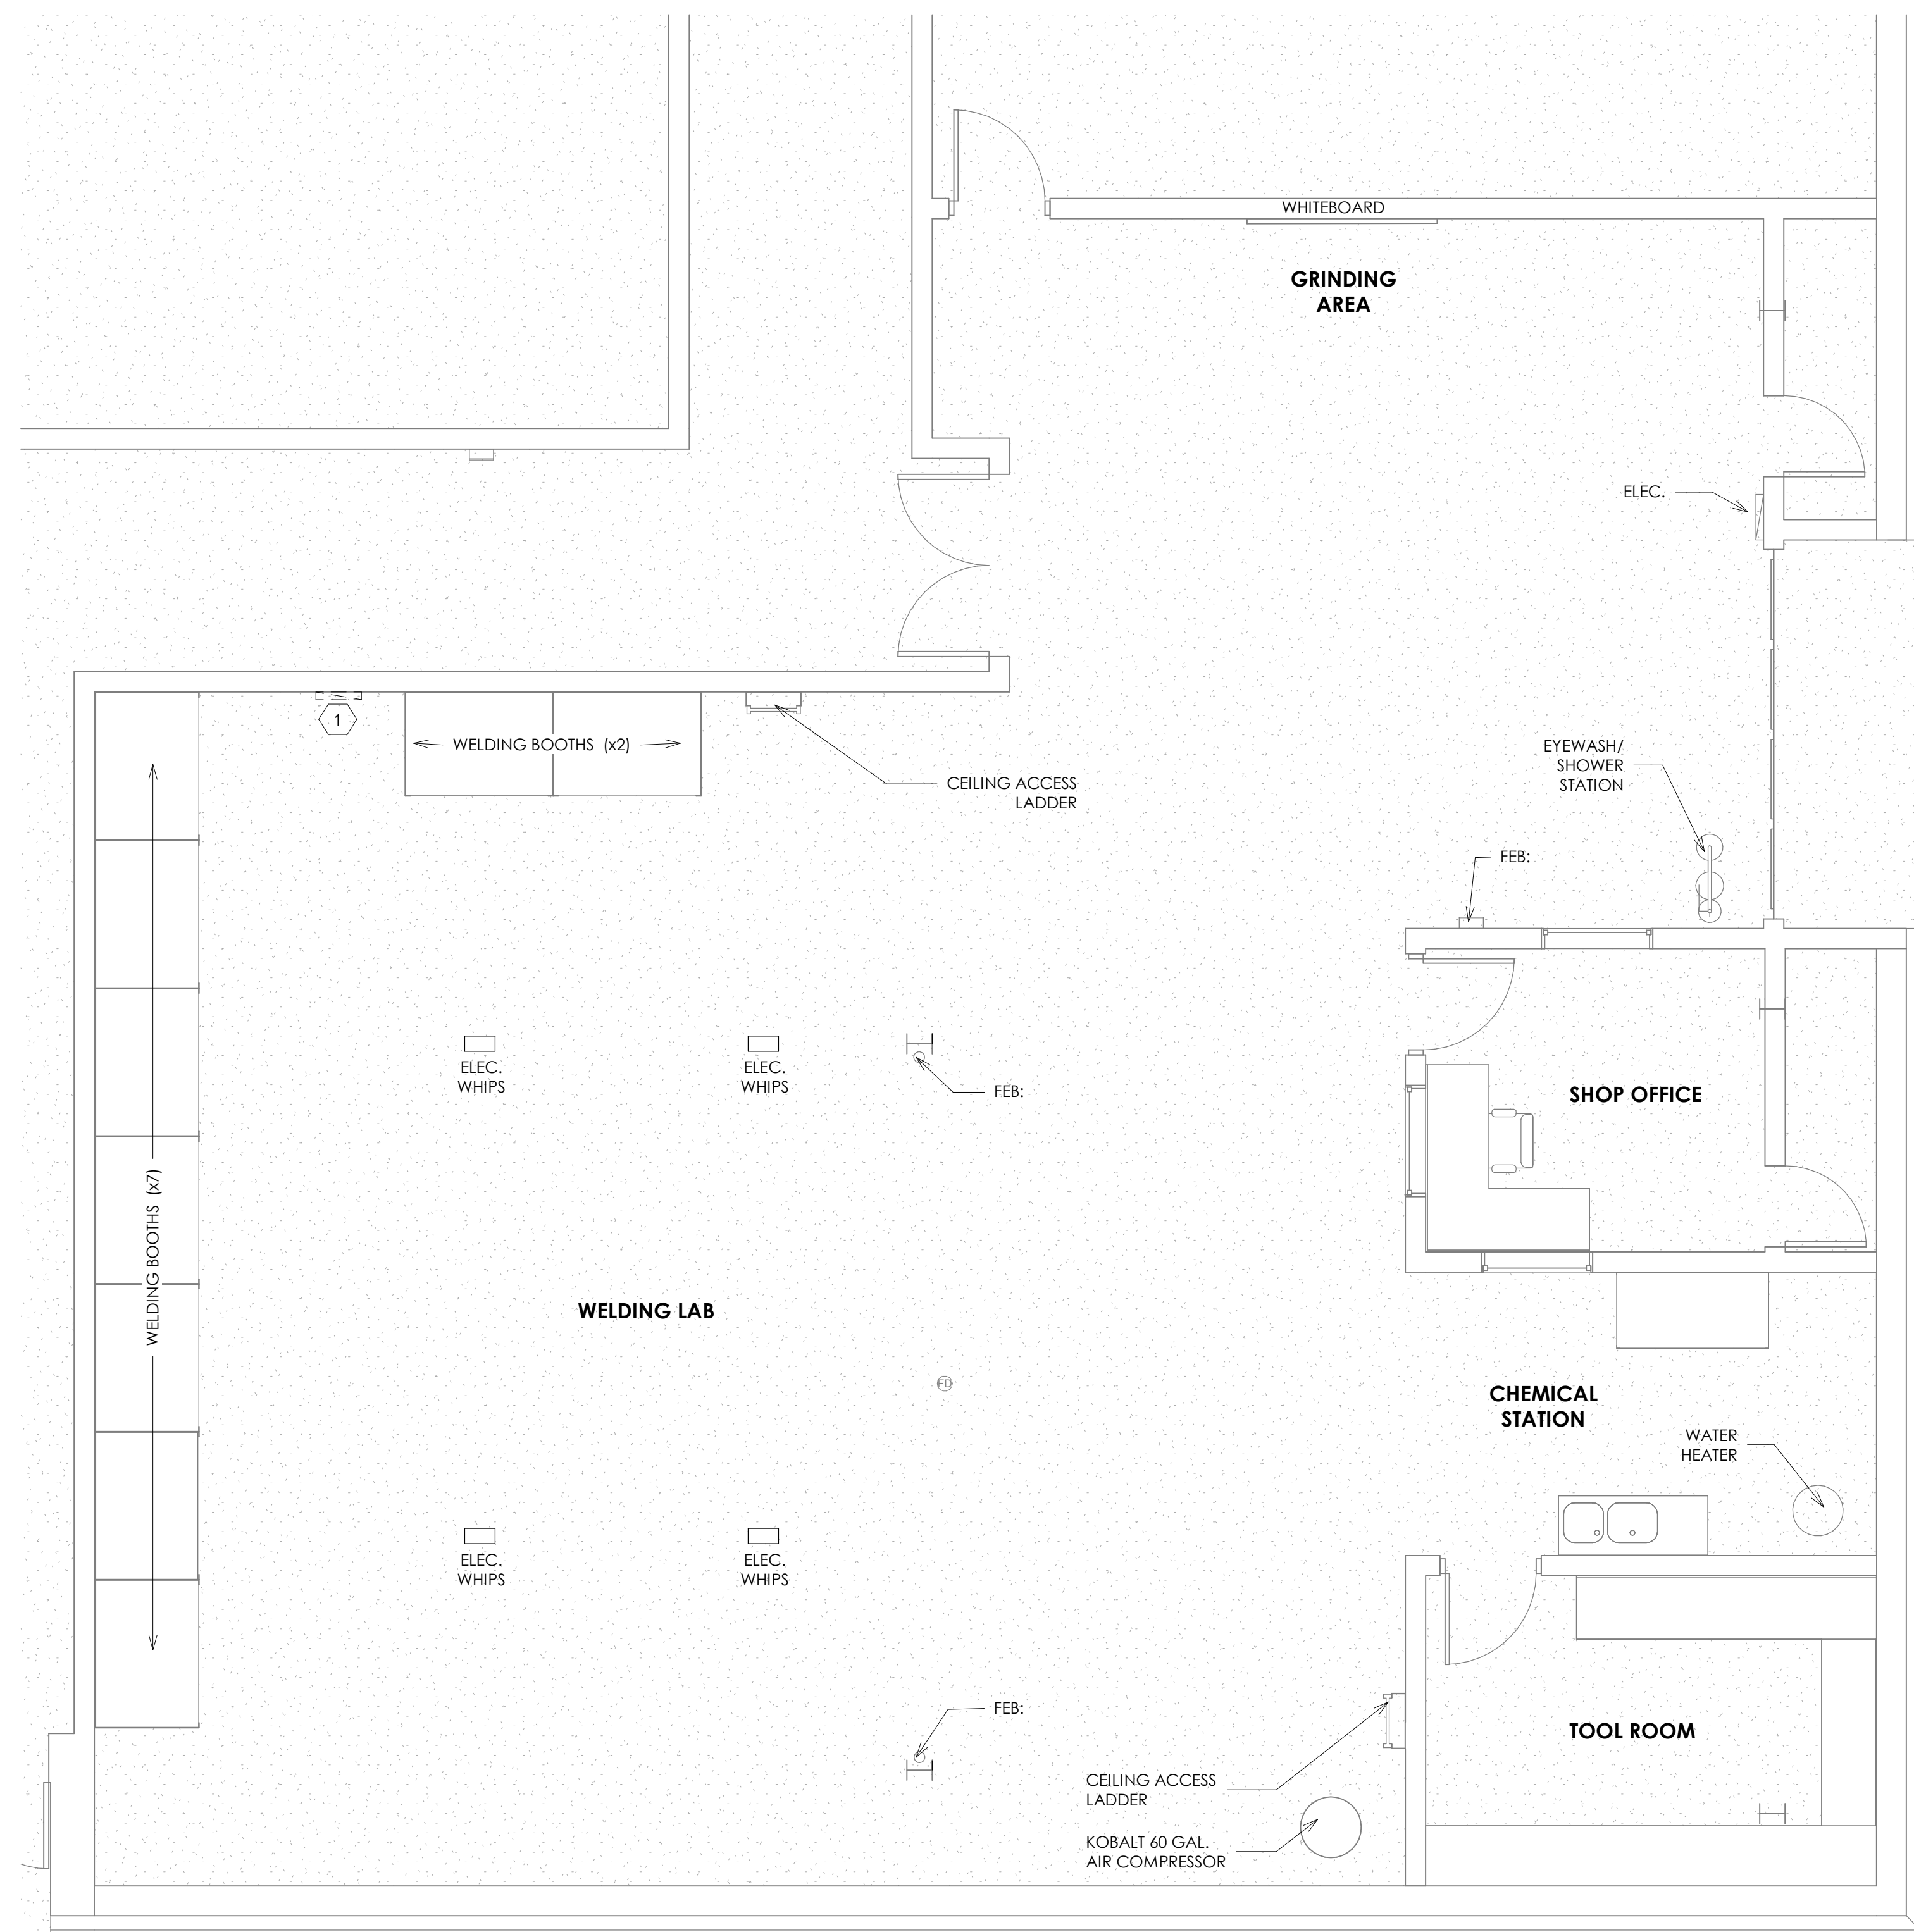 WHITEBOARD
GRINDING
AREA
ELEC.
1
WELDING BOOTHS (x2)
CEILING ACCESS
LADDER
EYEWASH/
SHOWER
STATION
FEB:
ELEC.
WHIPS
ELEC.
WHIPS
FEB:
SHOP OFFICE
WELDING BOOTHS (x7)
WELDING LAB
FD
CHEMICAL
STATION
WATER
HEATER
ELEC.
WHIPS
ELEC.
WHIPS
FEB:
TOOL ROOM
CEILING ACCESS
LADDER
KOBALT 60 GAL.
AIR COMPRESSOR